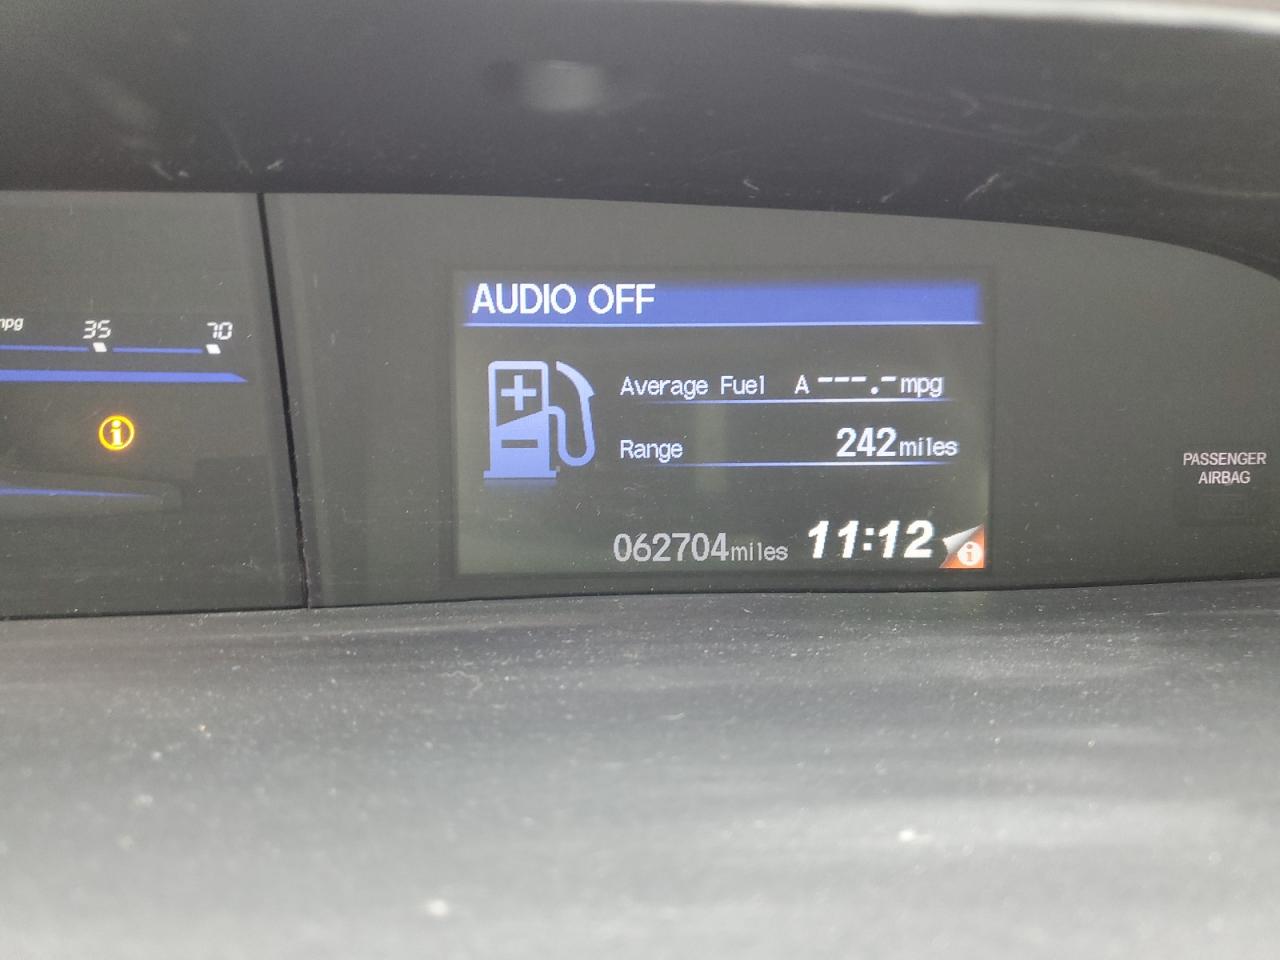 mpg 35 70
AUDIO OFF
Average Fuel A ---.- mpg
Range 242 miles
062704 miles 11:12
PASSENGER
AIRBAG